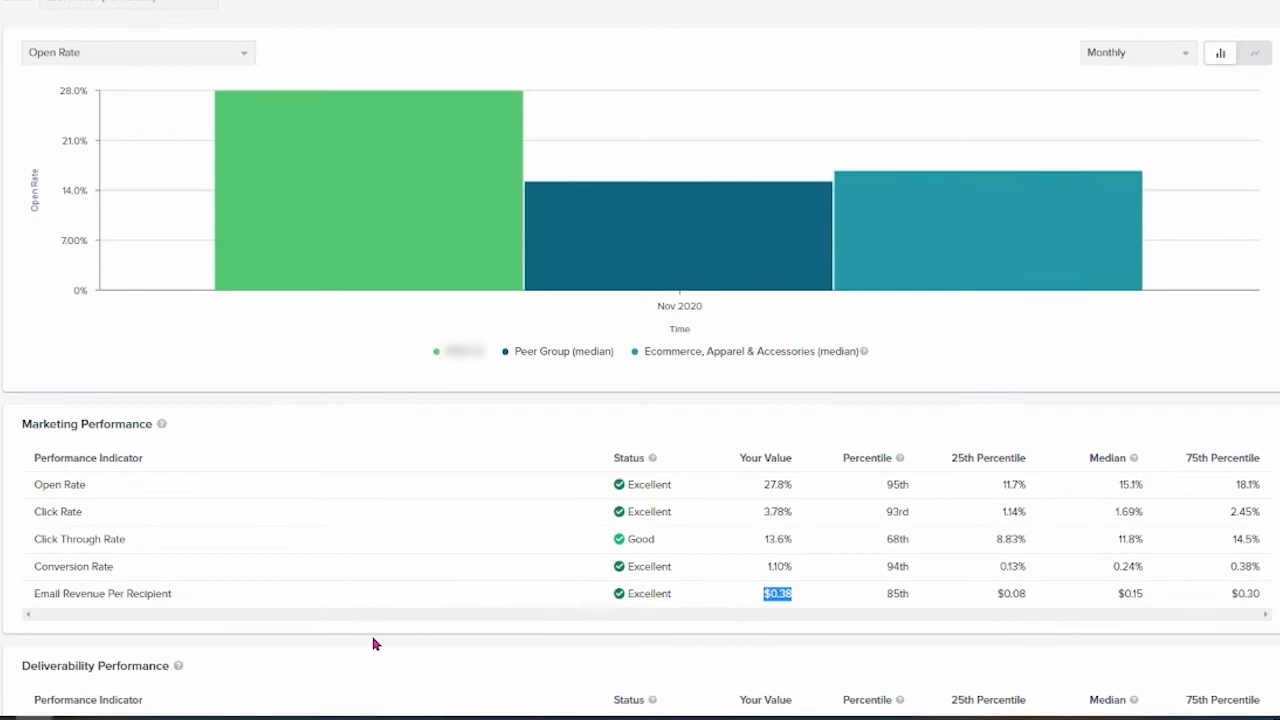 Open Rate
Monthly
28.0%
21.0%
14.0%
7.00%
0%
Open Rate
Nov 2020
Time
Peer Group (median) Ecommerce, Apparel & Accessories (median)
Marketing Performance
Performance Indicator Status Your Value Percentile 25th Percentile Median 75th Percentile
Open Rate Excellent 27.8% 95th 11.7% 15.1% 18.1%
Click Rate Excellent 3.78% 93rd 1.14% 1.69% 2.45%
Click Through Rate Good 13.6% 68th 8.83% 11.8% 14.5%
Conversion Rate Excellent 1.10% 94th 0.13% 0.24% 0.38%
Email Revenue Per Recipient Excellent $0.38 85th $0.08 $0.15 $0.30
Deliverability Performance
Performance Indicator Status Your Value Percentile 25th Percentile Median 75th Percentile